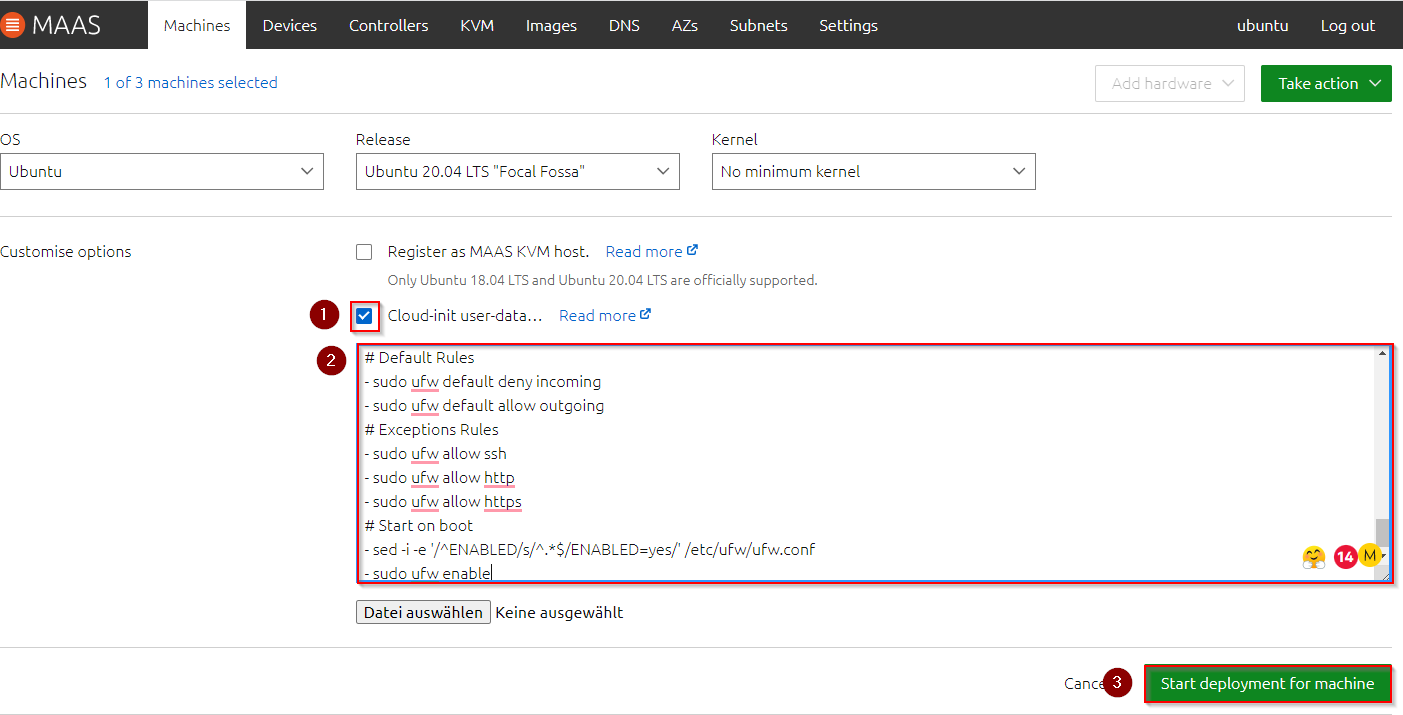 MAAS Machines Devices Controllers KVM Images DNS AZs Subnets Settings ubuntu Log out
Machines 1 of 3 machines selected Add hardware Take action
OS Release Kernel
Ubuntu Ubuntu 20.04 LTS "Focal Fossa" No minimum kernel
Customise options Register as MAAS KVM host. Read more
Only Ubuntu 18.04 LTS and Ubuntu 20.04 LTS are officially supported.
1 Cloud-init user-data… Read more
2 # Default Rules
- sudo ufw default deny incoming
- sudo ufw default allow outgoing
# Exceptions Rules
- sudo ufw allow ssh
- sudo ufw allow http
- sudo ufw allow https
# Start on boot
- sed -i -e '/^ENABLED/s/^.*$/ENABLED=yes/' /etc/ufw/ufw.conf
14 M
- sudo ufw enable
Datei auswählen Keine ausgewählt
Cance 3 Start deployment for machine